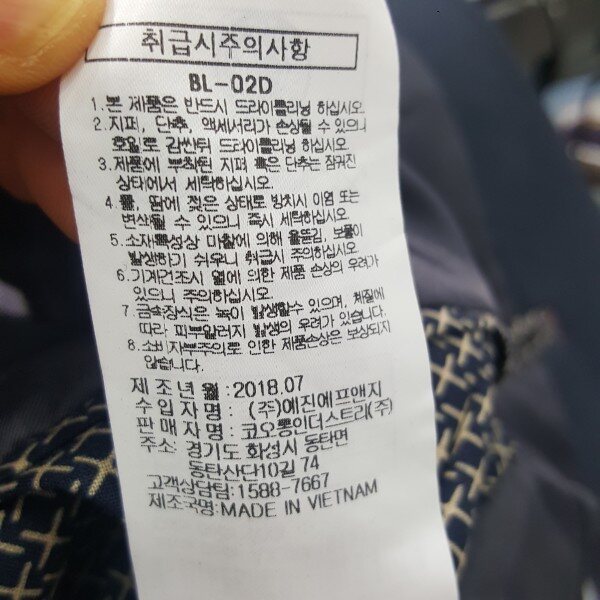 취급시주의사항
BL-02D
1. 본 제품은 반드시 드라이클리닝 하십시오.
2. 지퍼, 단추, 액세서리가 손상될 수 있으니
호일로 감싼뒤 드라이클리닝 하십시오.
3. 제품에 부착된 지퍼 혹은 단추는 잠궈진
상태에서 세탁하십시오.
4. 물, 땀에 젖은 상태로 방치시 이염 또는
변색될 수 있으니 즉시 세탁하십시오.
5. 소재특성상 마찰에 의해 올뜯김, 보풀이
발생하기 쉬우니 취급시 주의하십시오
6. 기계건조시 열에 의한 제품 손상의 우려가
있으니 주의하십시오.
7. 금속장식은 녹이 발생할수 있으며, 체질에
따라 피부알러지 발생의 우려가 있습니다.
8. 소비자부주의로 인한 제품손상은 보상되지
않습니다.
제 조 년 월 : 2018.07
수 입 자 명 : (주)에진에프앤지
판 매 자 명 : 코오롱인더스트리(주)
주소: 경기도 화성시 동탄면
동탄산단10길 74
고객상담팀: 1588-7667
제조국명: MADE IN VIETNAM